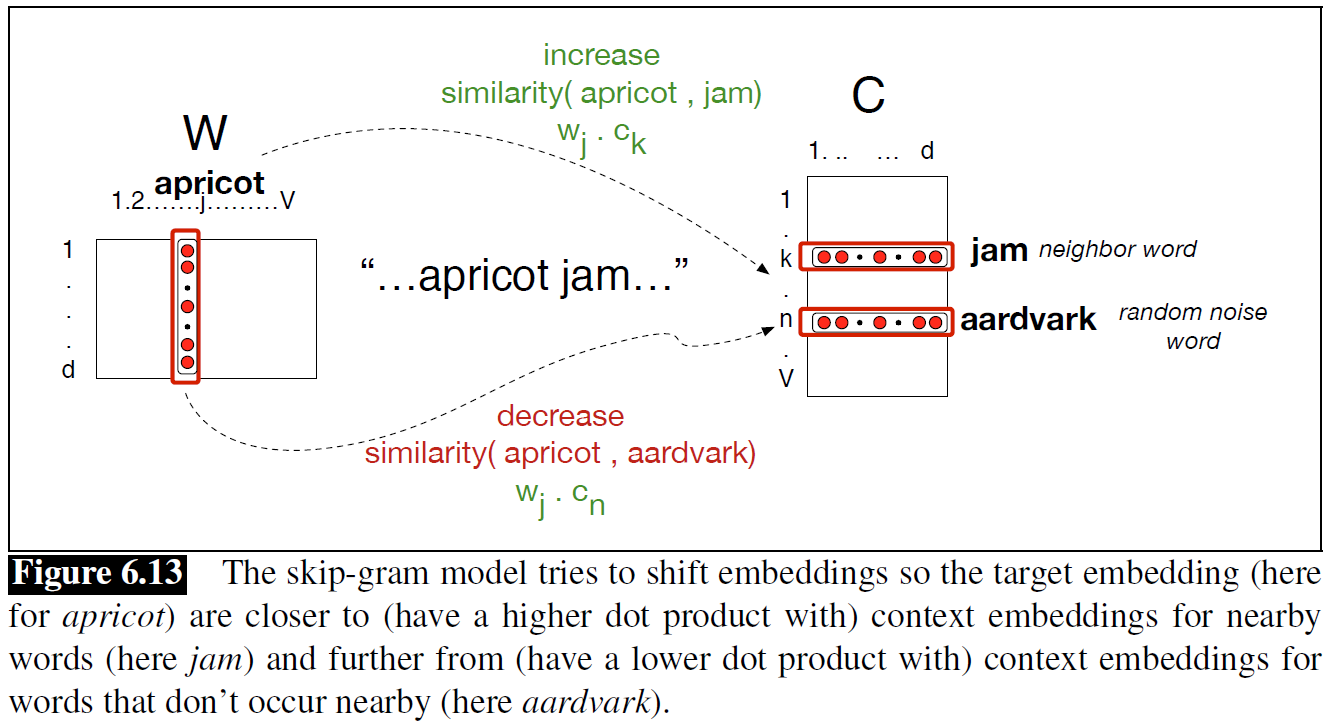 increase
similarity( apricot , jam)
wj . ck
W
C
apricot
1.2.......j.........V
1. .. ... d
1
.
.
.
d
“...apricot jam...”
1
.
k
.
n
.
V
jam neighbor word
aardvark random noise
word
decrease
similarity( apricot , aardvark)
wj . cn
Figure 6.13 The skip-gram model tries to shift embeddings so the target embedding (here
for apricot) are closer to (have a higher dot product with) context embeddings for nearby
words (here jam) and further from (have a lower dot product with) context embeddings for
words that don’t occur nearby (here aardvark).